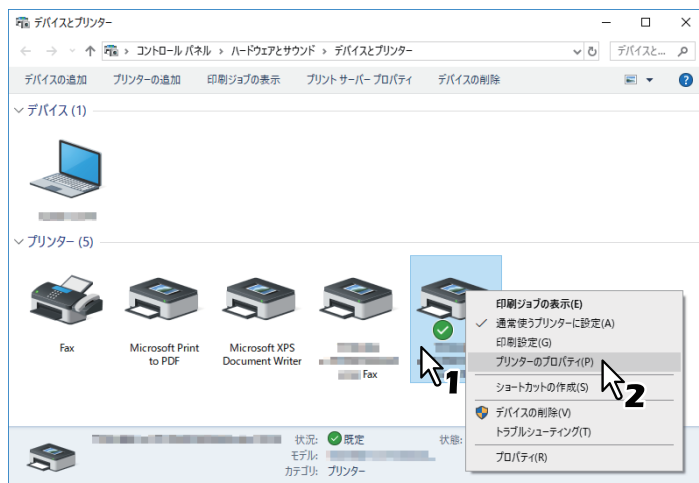 デバイスとプリンター
コントロール パネル › ハードウェアとサウンド › デバイスとプリンター
デバイスと...
デバイスの追加 プリンターの追加 印刷ジョブの表示 プリント サーバー プロパティ デバイスの削除
デバイス (1)
プリンター (5)
Fax
Microsoft Print
to PDF
Microsoft XPS
Document Writer
Fax
1
印刷ジョブの表示(E)
通常使うプリンターに設定(A)
印刷設定(G)
プリンターのプロパティ(P)
2
ショートカットの作成(S)
デバイスの削除(V)
トラブルシューティング(T)
プロパティ(R)
状況: 既定
状態:
モデル:
カテゴリ: プリンター